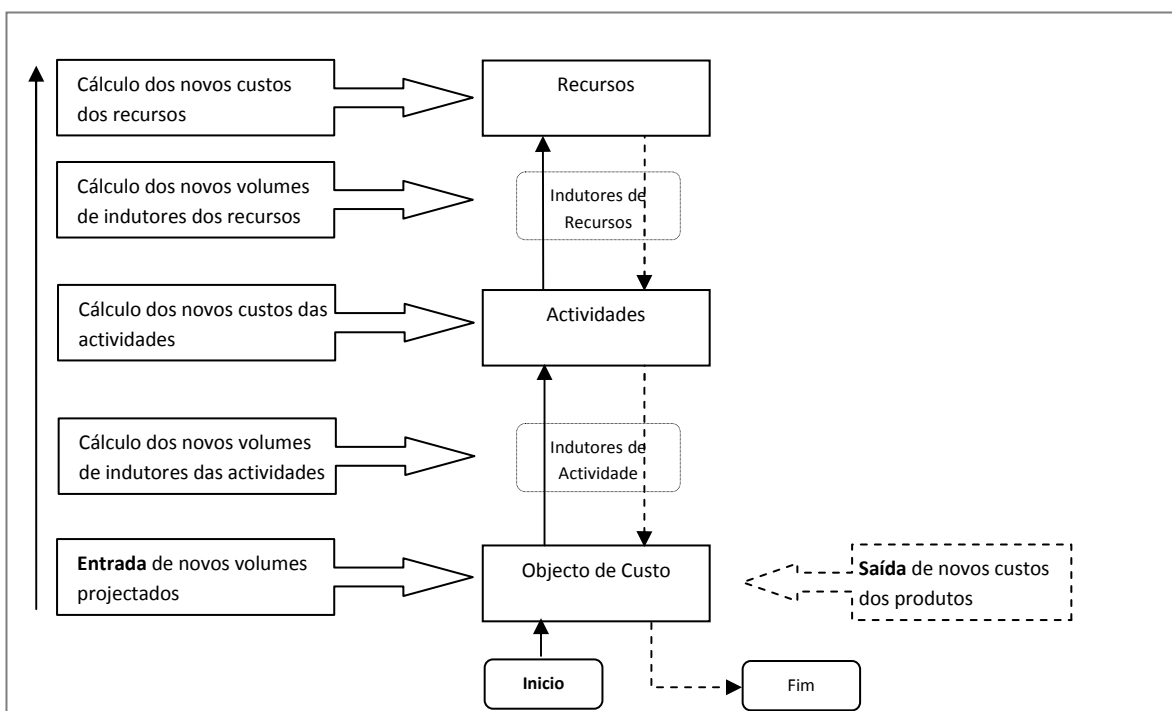 Cálculo dos novos custos
dos recursos
Recursos
Cálculo dos novos volumes
de indutores dos recursos
Indutores de
Recursos
Cálculo dos novos custos das
actividades
Actividades
Cálculo dos novos volumes
de indutores das actividades
Indutores de
Actividade
Entrada de novos volumes
projectados
Objecto de Custo
Saída de novos custos
dos produtos
Inicio
Fim